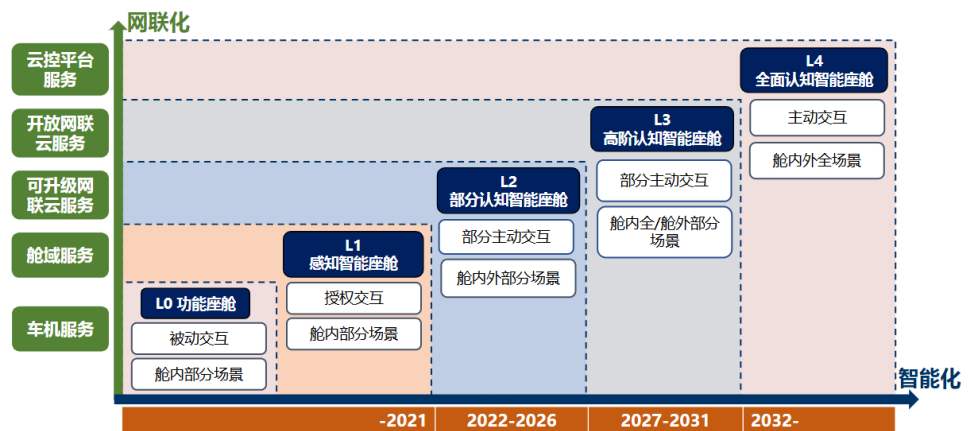 网联化
云控平台
服务
开放网联
云服务
可升级网
联云服务
舱域服务
车机服务
L4
全面认知智能座舱
主动交互
舱内外全场景
L3
高阶认知智能座舱
部分主动交互
舱内全/舱外部分
场景
L2
部分认知智能座舱
部分主动交互
舱内外部分场景
L1
感知智能座舱
授权交互
舱内部分场景
L0 功能座舱
被动交互
舱内部分场景
智能化
-2021
2022-2026
2027-2031
2032-